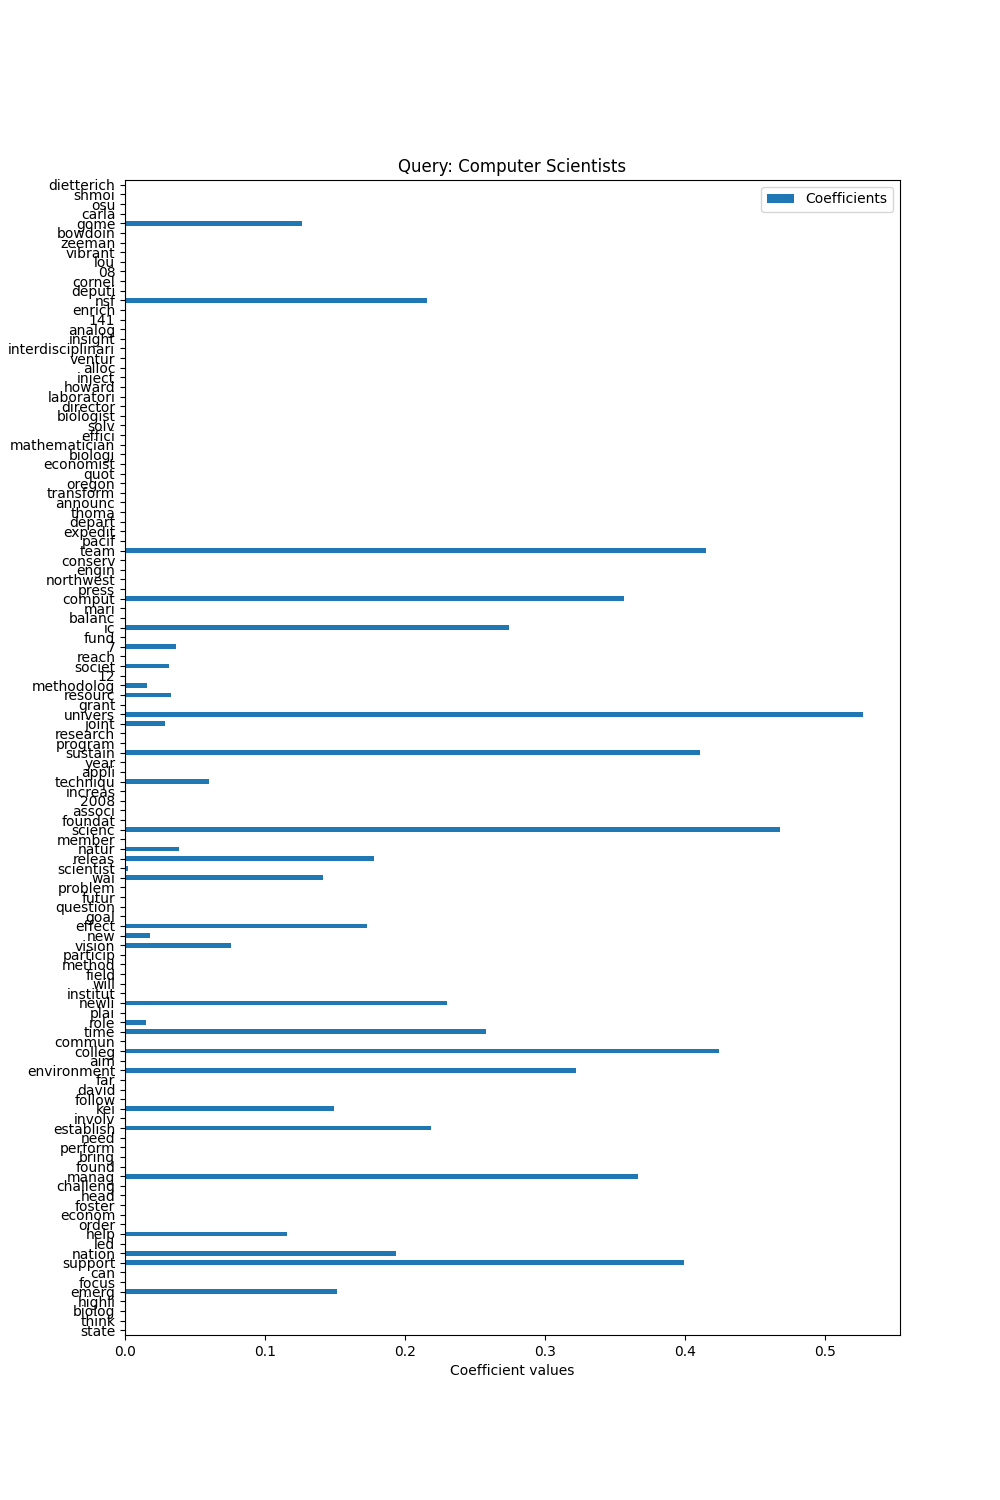 Query: Computer Scientists
Coefficients
dietterich
shmoi
osu
carla
gome
bowdoin
zeeman
vibrant
lou
08
cornel
deputi
nsf
enrich
141
analog
insight
interdisciplinari
ventur
alloc
inject
howard
laboratori
director
biologist
solv
effici
mathematician
biologi
economist
quot
oregon
transform
announc
thoma
depart
expedit
pacif
team
conserv
engin
northwest
press
comput
mari
balanc
ic
fund
7
reach
societ
12
methodolog
resourc
grant
univers
joint
research
program
sustain
year
appli
techniqu
increas
2008
associ
foundat
scienc
member
natur
releas
scientist
wai
problem
futur
question
goal
effect
new
vision
particip
method
field
will
institut
newli
plai
role
time
commun
colleg
aim
environment
far
david
follow
kei
involv
establish
need
perform
bring
found
manag
challeng
head
foster
econom
order
help
led
nation
support
can
focus
emerg
highli
biolog
think
state
0.0 0.1 0.2 0.3 0.4 0.5
Coefficient values